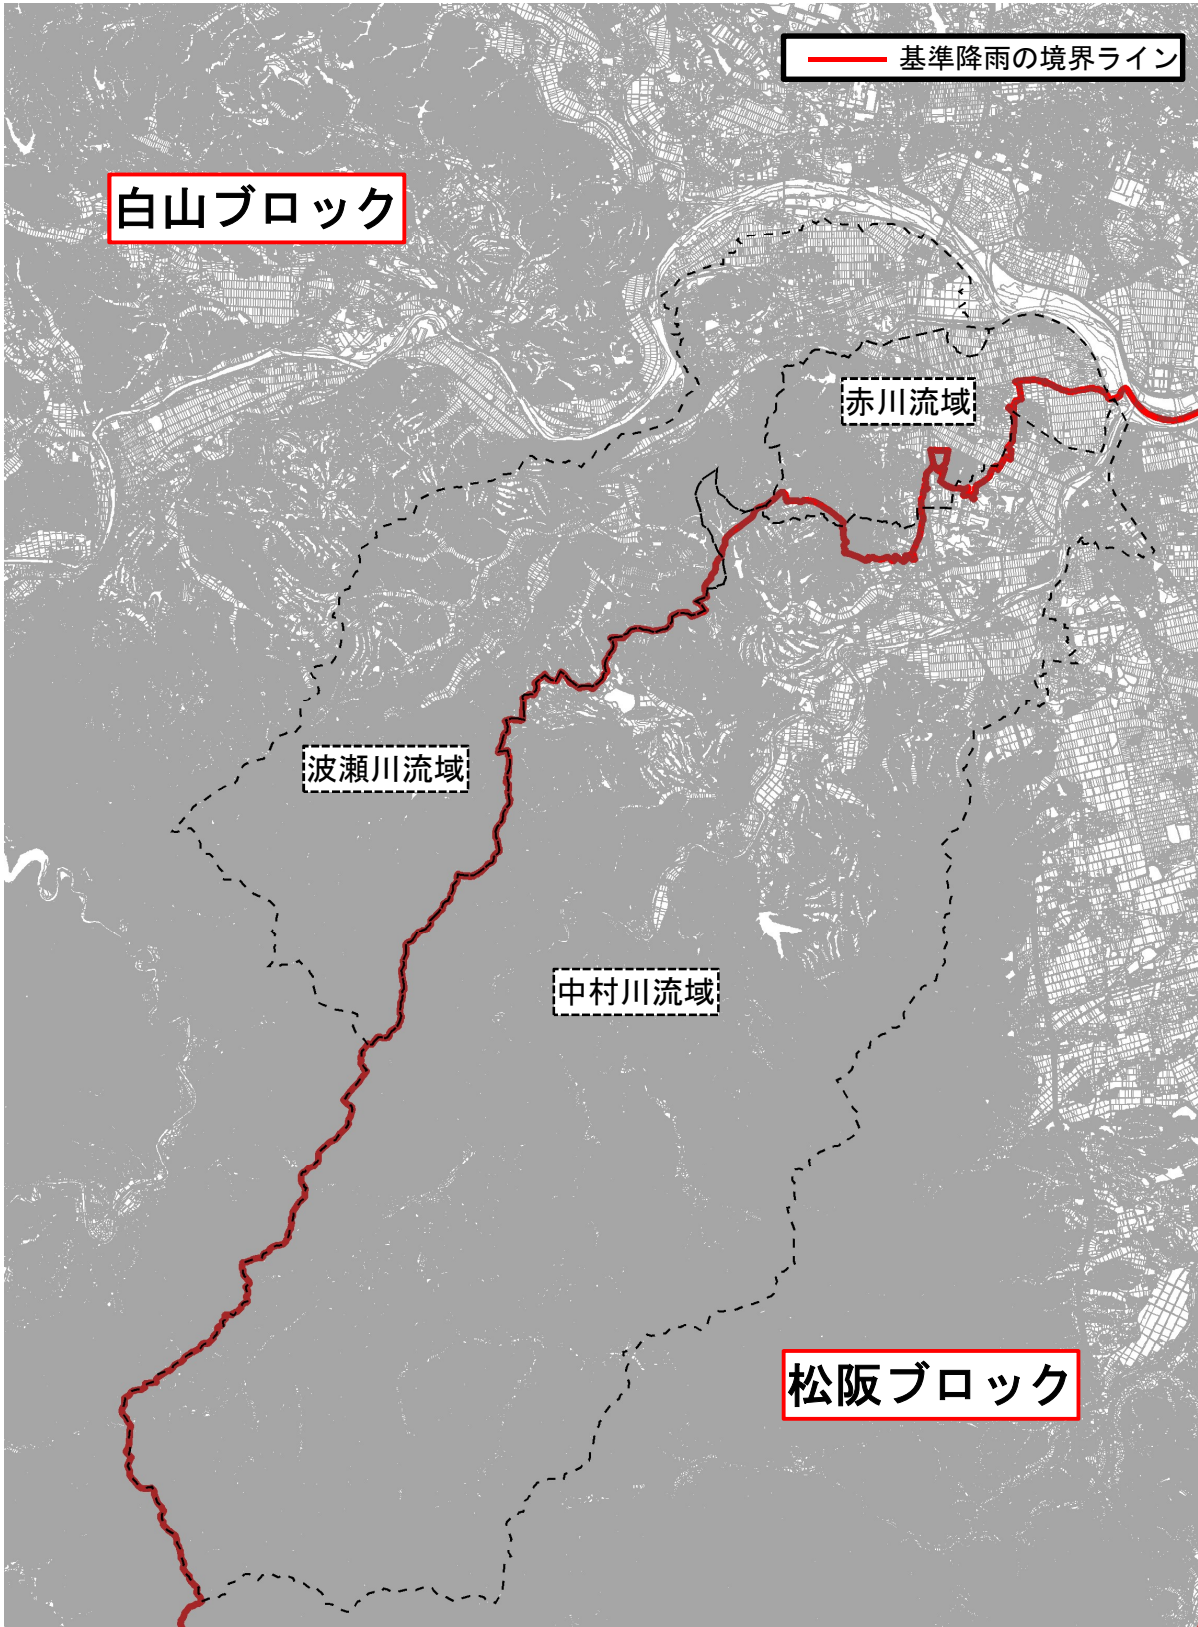 基準降雨の境界ライン
白山ブロック
赤川流域
波瀬川流域
中村川流域
松阪ブロック